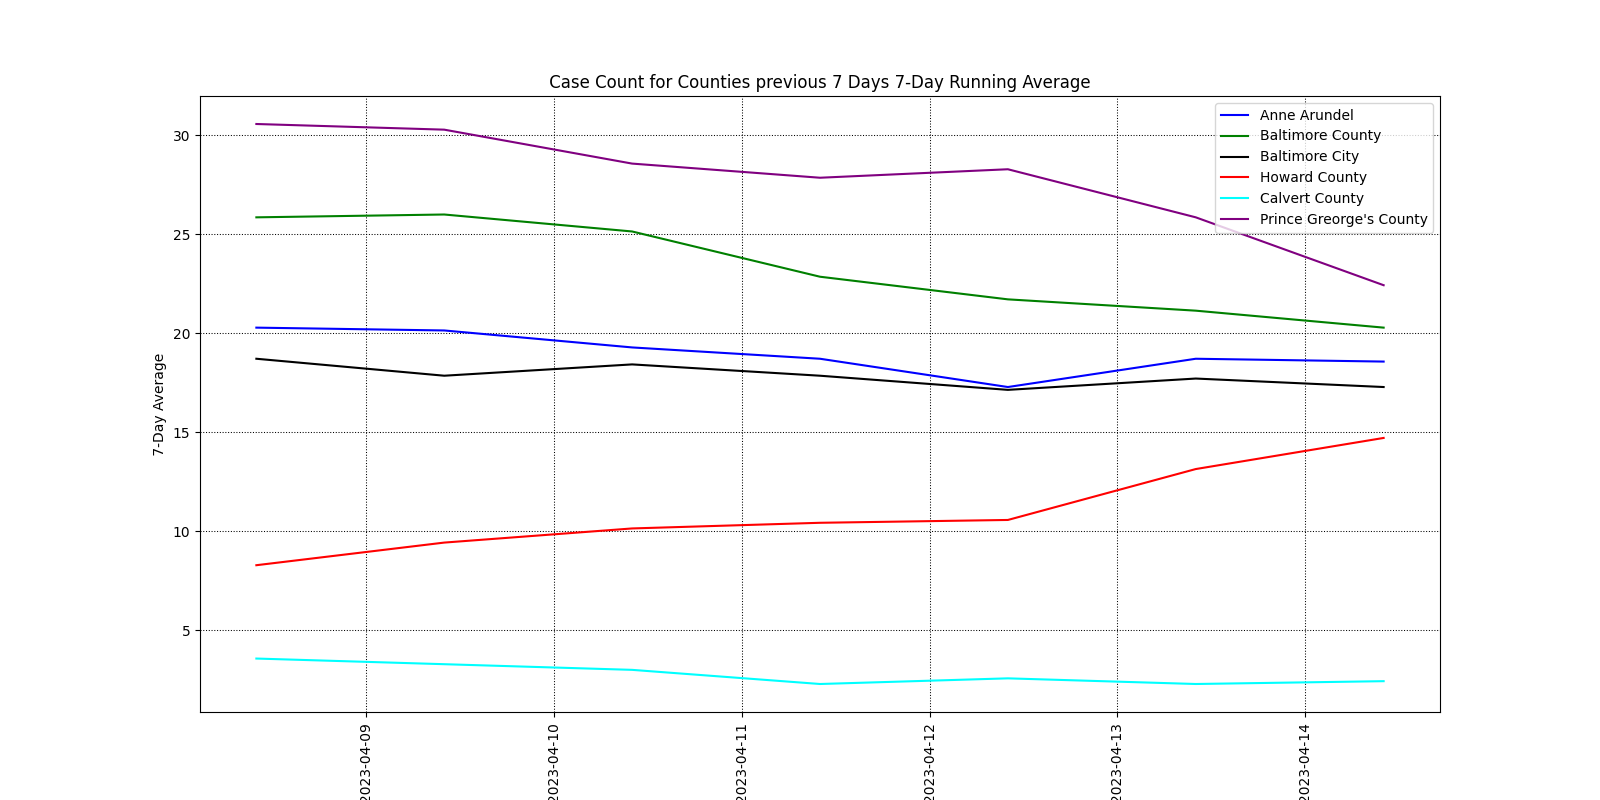 Case Count for Counties previous 7 Days 7-Day Running Average
Anne Arundel
Baltimore County
Baltimore City
Howard County
Calvert County
Prince Greorge's County
7-Day Average
30
25
20
15
10
5
2023-04-09
2023-04-10
2023-04-11
2023-04-12
2023-04-13
2023-04-14